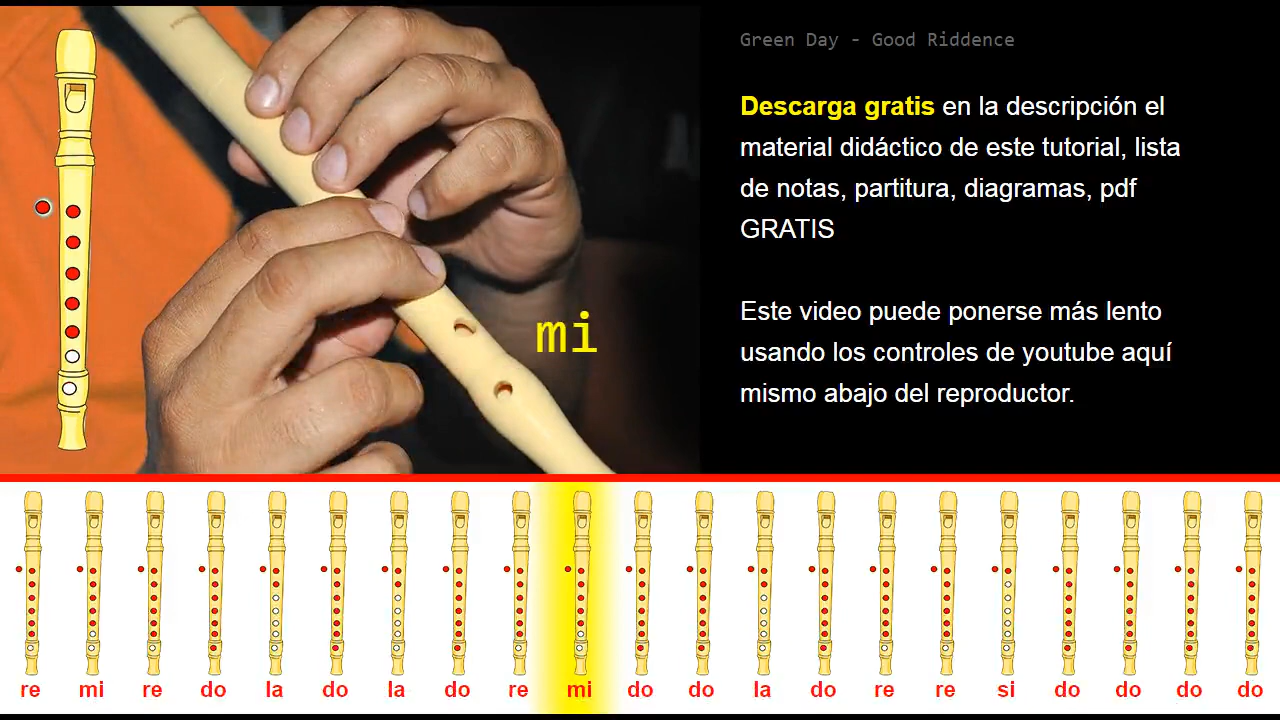 Green Day - Good Riddence
Descarga gratis en la descripción el
material didáctico de este tutorial, lista
de notas, partitura, diagramas, pdf
GRATIS
Este video puede ponerse más lento
usando los controles de youtube aquí
mismo abajo del reproductor.
mi
re mi re do la do la do re mi do do la do re re si do do do do